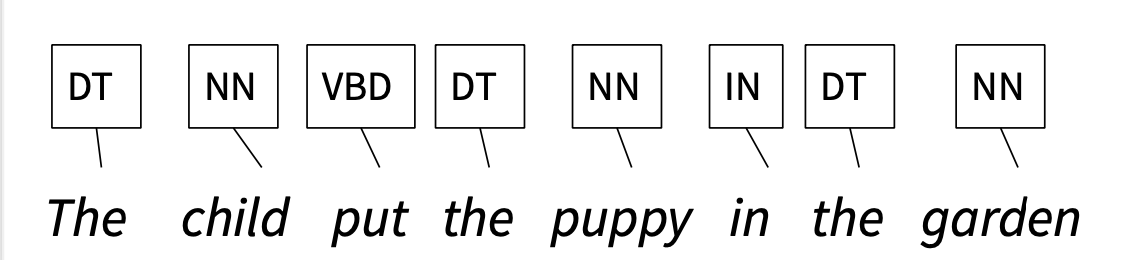 DT NN VBD DT NN IN DT NN
The child put the puppy in the garden